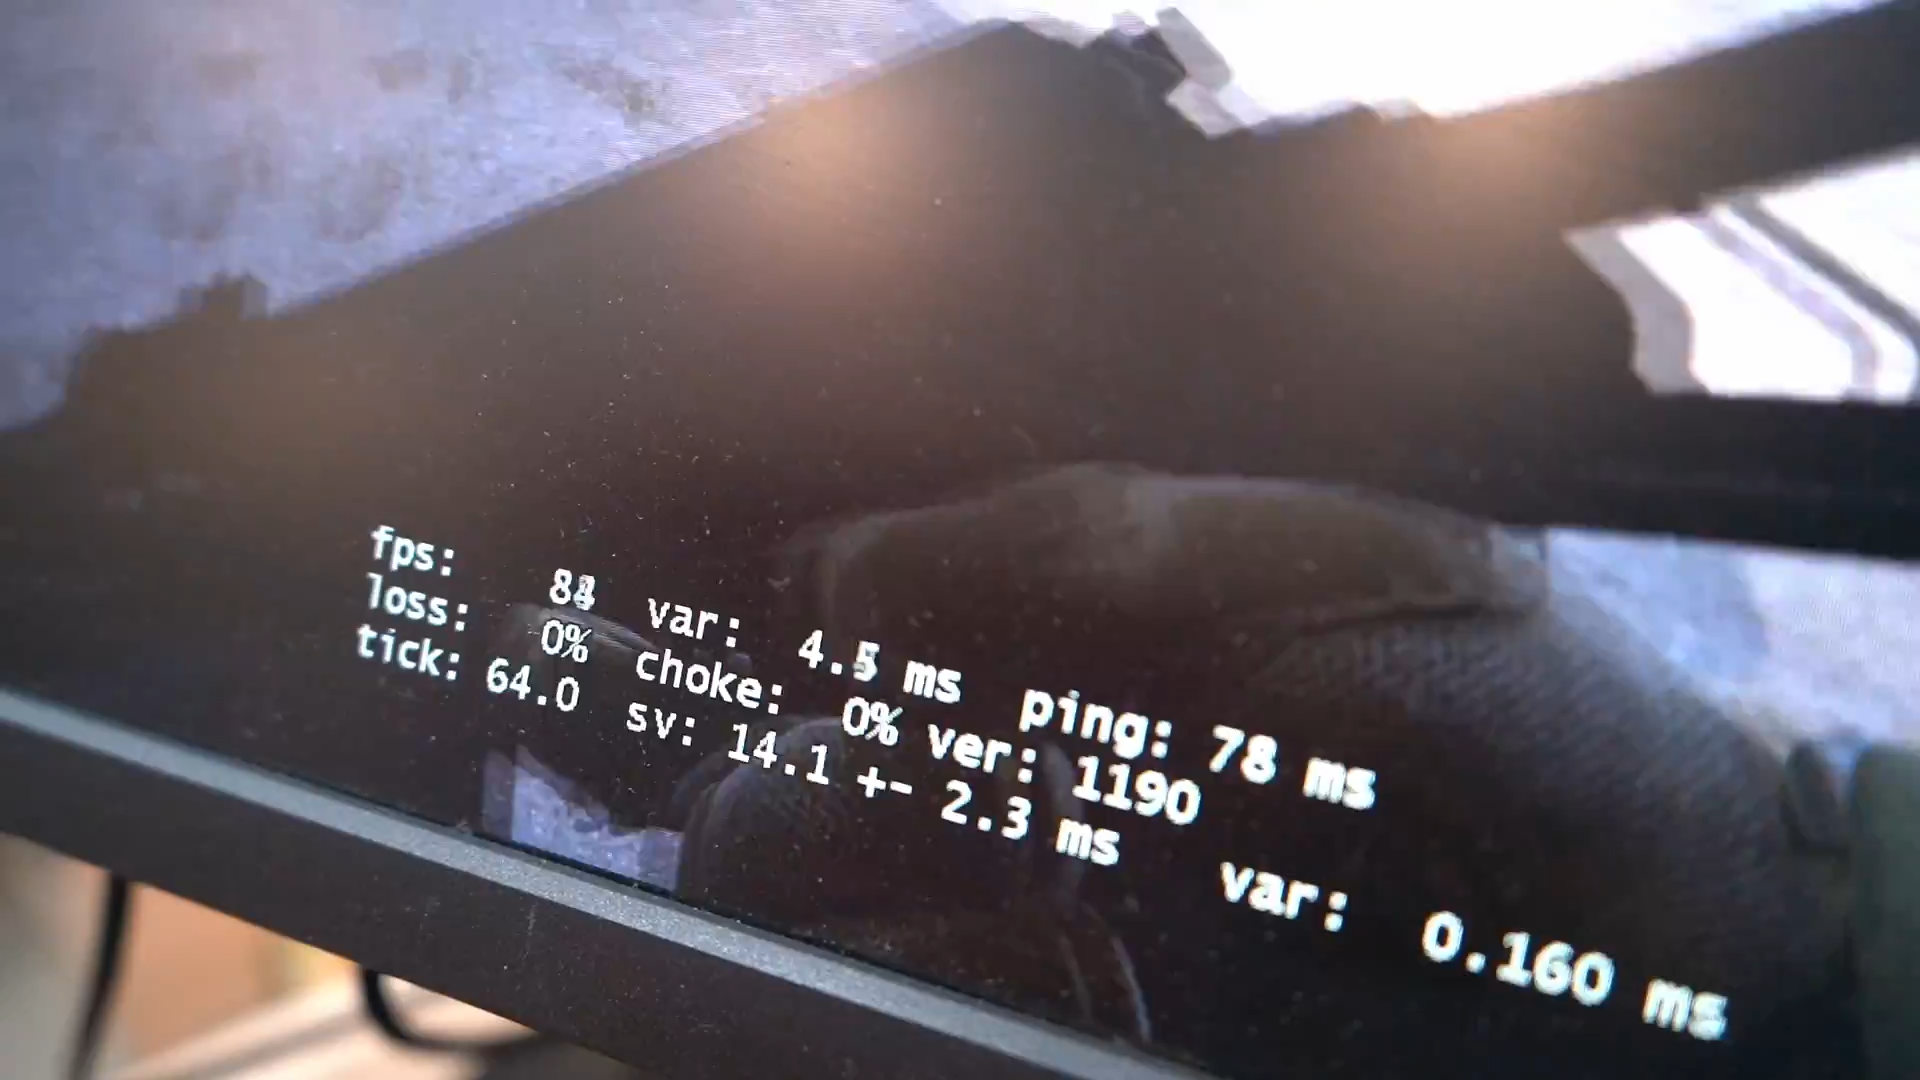 fps: var: 4.5 ms ping: 78 ms
loss: 0% choke: 0% ver: 1190
tick: 64.0 sv: 14.1 +- 2.3 ms var: 0.160 ms